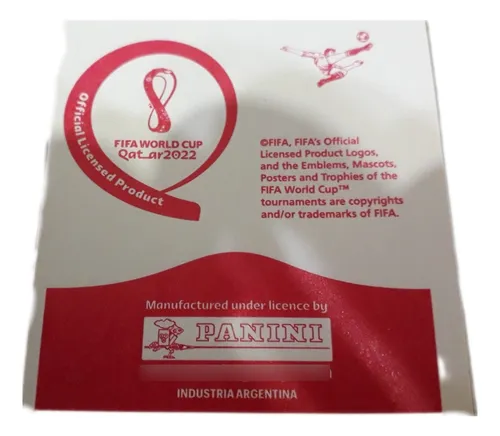 Official Licensed Product
FIFA WORLD CUP
Qatar2022
©FIFA, FIFA's Official
Licensed Product Logos,
and the Emblems, Mascots,
Posters and Trophies of the
FIFA World Cup™
tournaments are copyrights
and/or trademarks of FIFA.
Manufactured under licence by
PANINI
INDUSTRIA ARGENTINA